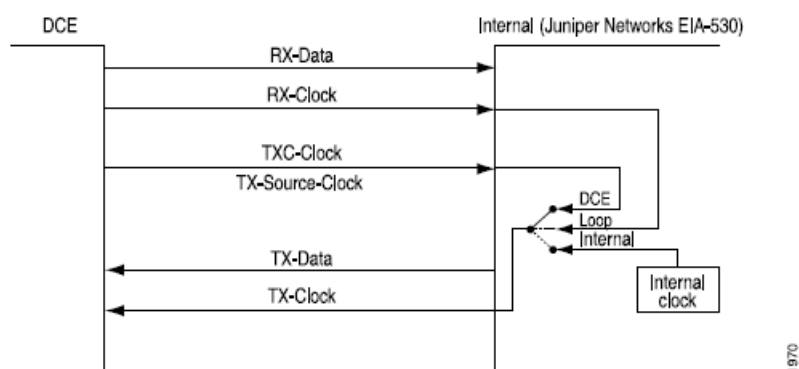 DCE
Internal (Juniper Networks EIA-530)
RX-Data
RX-Clock
TXC-Clock
TX-Source-Clock
DCE
Loop
Internal
TX-Data
TX-Clock
Internal
clock
1970